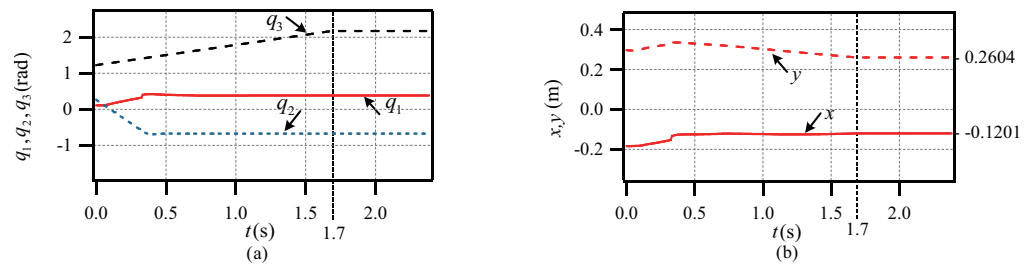 q3
2
1
0
-1
q1,q2,q3(rad)
q2
q1
0.0 0.5 1.0 1.5 2.0
t(s)
1.7
(a)
0.4
0.2
0.0
-0.2
x,y (m)
y
x
0.2604
-0.1201
0.0 0.5 1.0 1.5 2.0
t(s)
1.7
(b)